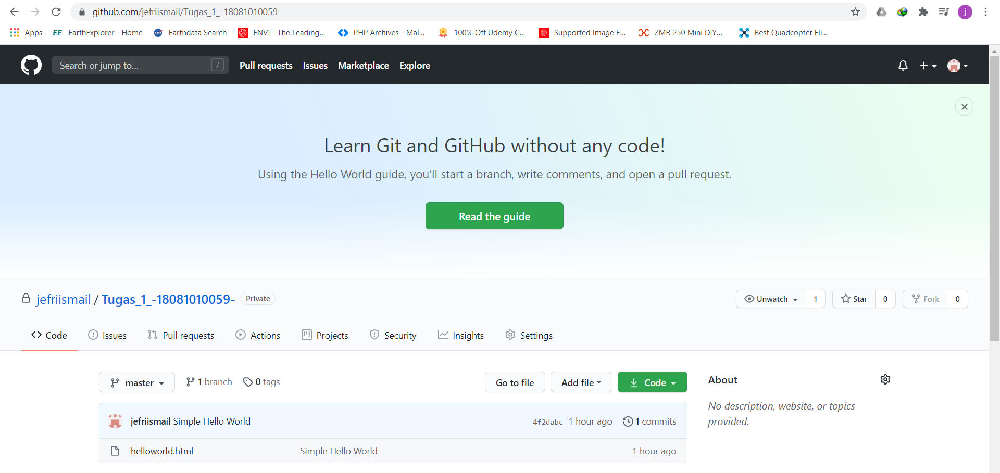 github.com/jefriismail/Tugas_1_-18081010059-
j
Apps EE EarthExplorer - Home Earthdata Search ENVI - The Leading... PHP Archives - Mal... 100% Off Udemy C... Supported Image F... ZMR 250 Mini DIY... Best Quadcopter Fli...
Search or jump to... / Pull requests Issues Marketplace Explore
Learn Git and GitHub without any code!
Using the Hello World guide, you’ll start a branch, write comments, and open a pull request.
Read the guide
jefriismail / Tugas_1_-18081010059- Private Unwatch 1 Star 0 Fork 0
Code Issues Pull requests Actions Projects Security Insights Settings
master 1 branch 0 tags Go to file Add file Code About
No description, website, or topics
provided.
jefriismail Simple Hello World 4f2dabc 1 hour ago 1 commits
helloworld.html Simple Hello World 1 hour ago